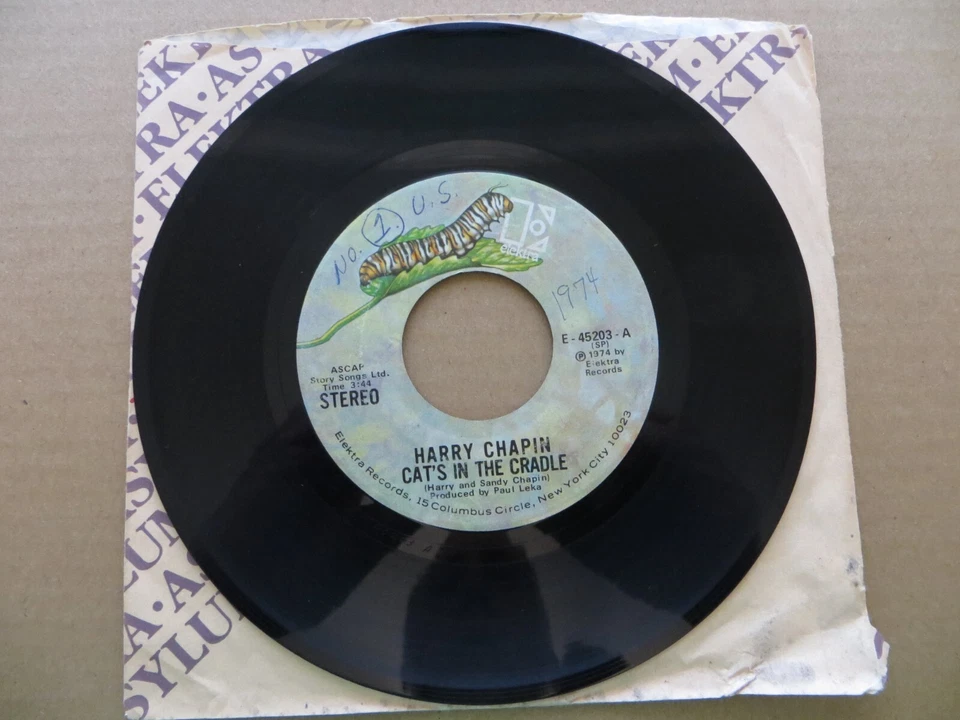 No. 1. U.S.
elektra
1974
E-45203-A
(SP)
℗ 1974 by
Elektra
Records
ASCAP
Story Songs Ltd.
Time 3:44
STEREO
HARRY CHAPIN
CAT'S IN THE CRADLE
(Harry and Sandy Chapin)
Produced by Paul Leka
Elektra Records, 15 Columbus Circle, New York City 10023